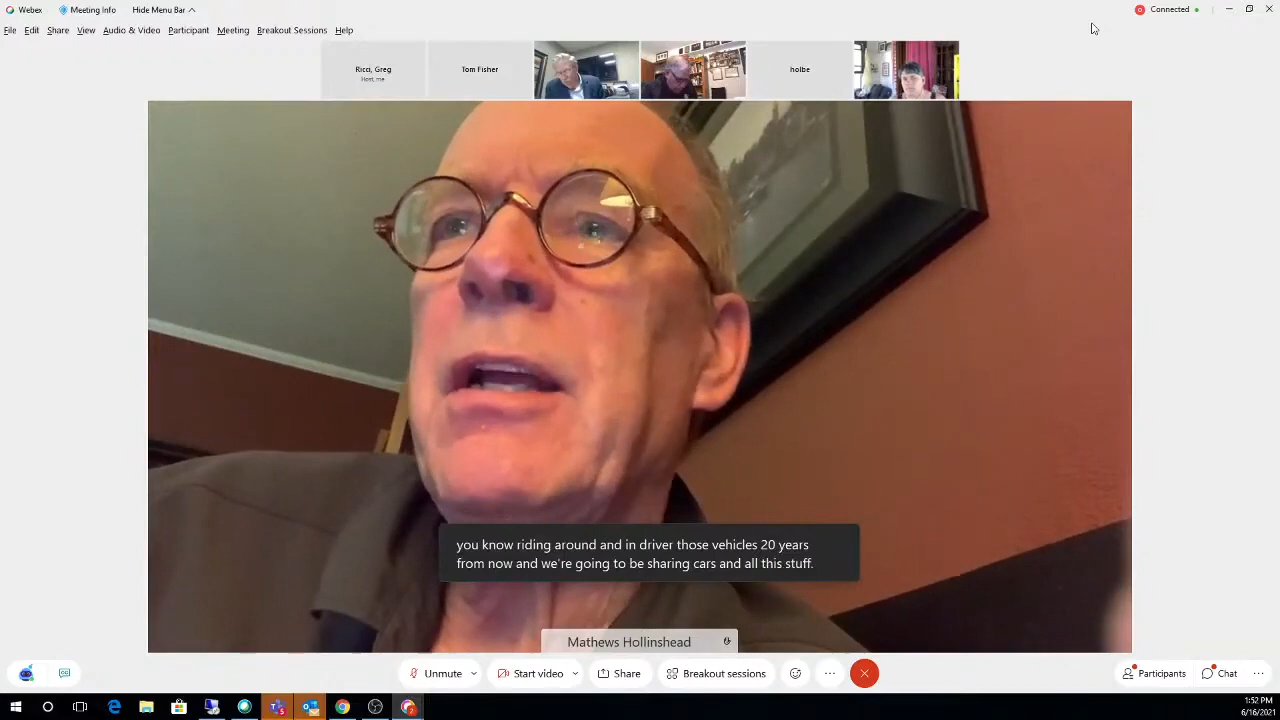 Webex
Meeting Info
Hide Menu Bar
Connected
File Edit Share View Audio & Video Participant Meeting Breakout Sessions Help
Ricci, Greg
Host, me
Tom Fisher
holbe
you know riding around and in driver those vehicles 20 years
from now and we're going to be sharing cars and all this stuff.
Mathews Hollinshead
Unmute
Start video
Share
Breakout sessions
Participants
Chat
1:52 PM
6/16/2021